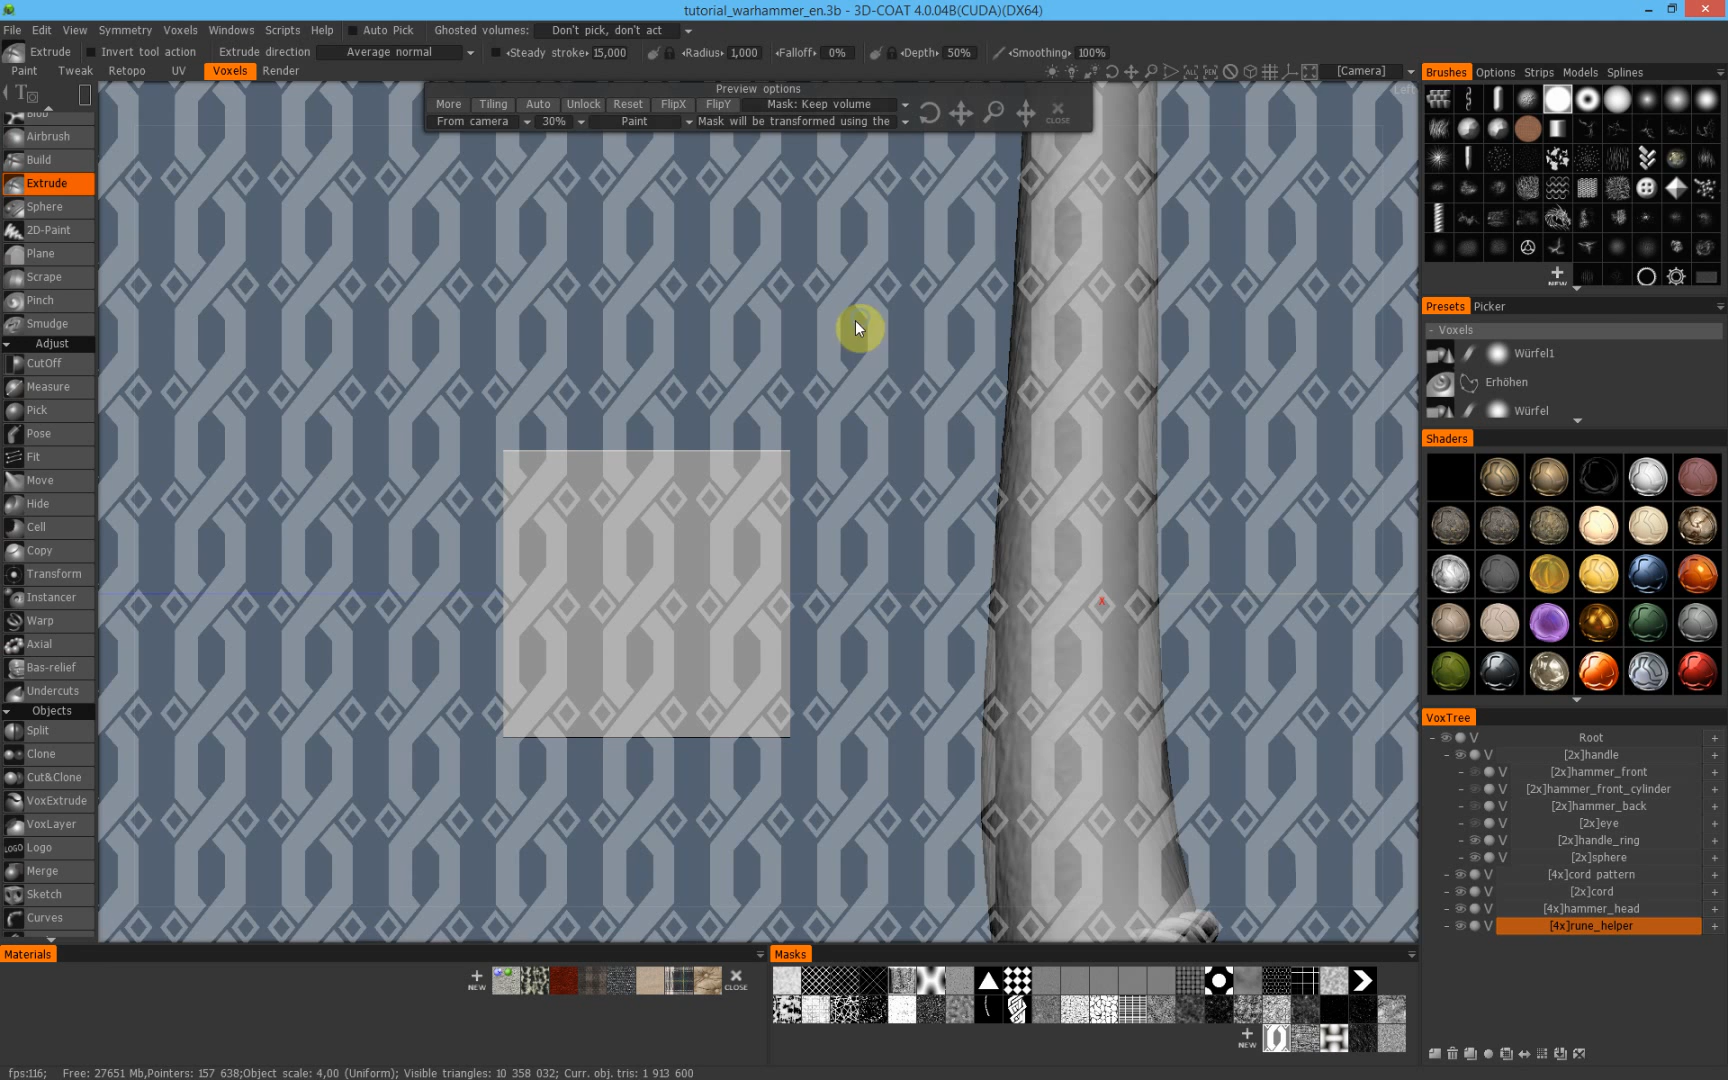 tutorial_warhammer_en.3b - 3D-COAT 4.0.04B(CUDA)(DX64)
File Edit View Symmetry Voxels Windows Scripts Help Auto Pick Ghosted volumes: Don't pick, don't act
Extrude Invert tool action Extrude direction Average normal Steady stroke 15,000 Radius 1,000 Falloff 0% Depth 50% Smoothing 100%
Paint Tweak Retopo UV Voxels Render [Camera]
Brushes Options Strips Models Splines
Left
Preview options
More Tiling Auto Unlock Reset FlipX FlipY Mask: Keep volume
From camera 30% Paint Mask will be transformed using the
CLOSE
Blob
Airbrush
Build
Extrude
Sphere
2D-Paint
Plane
Scrape
Pinch
Smudge
Adjust
CutOff
Measure
Pick
Pose
Fit
Move
Hide
Cell
Copy
Transform
Instancer
Warp
Axial
Bas-relief
Undercuts
Objects
Split
Clone
Cut&Clone
VoxExtrude
VoxLayer
LOGO Logo
Merge
Sketch
Curves
X
NEW
Presets Picker
- Voxels
Würfel1
Erhöhen
Würfel
Shaders
VoxTree
Root
[2x]handle
[2x]hammer_front
[2x]hammer_front_cylinder
[2x]hammer_back
[2x]eye
[2x]handle_ring
[2x]sphere
[4x]cord pattern
[2x]cord
[4x]hammer_head
[4x]rune_helper
Materials
NEW
CLOSE
Masks
NEW
fps:116; Free: 27651 Mb,Pointers: 157 638;Object scale: 4,00 (Uniform); Visible triangles: 10 358 032; Curr. obj. tris: 1 913 600